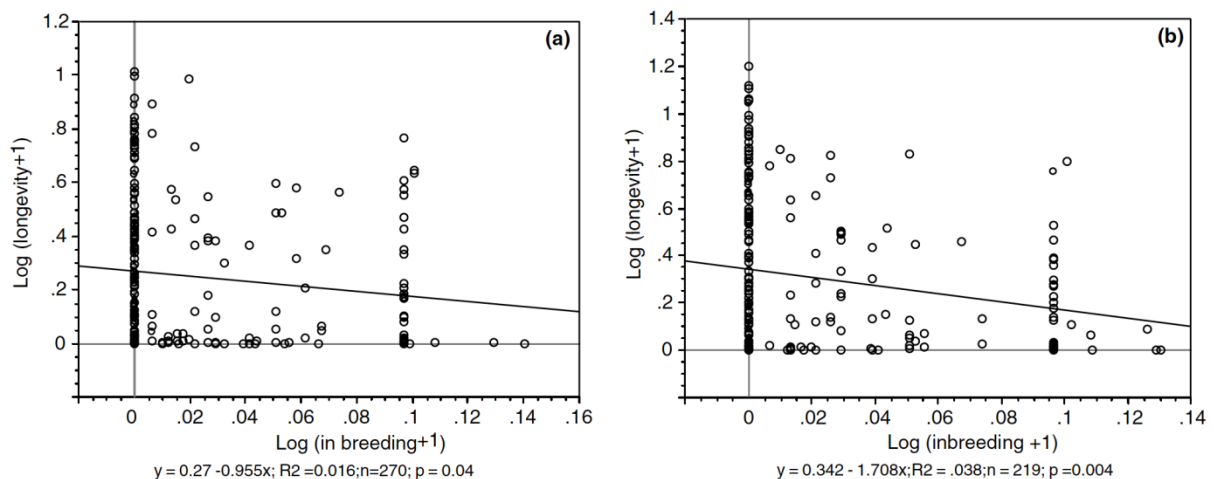 1.2
(a)
1
.8
.6
.4
.2
0
Log (longevity+1)
0 .02 .04 .06 .08 .1 .12 .14 .16
Log (in breeding+1)
y = 0.27 -0.955x; R2 =0.016;n=270; p = 0.04
1.4
(b)
1.2
1
.8
.6
.4
.2
0
Log (longevity+1)
0 .02 .04 .06 .08 .1 .12 .14
Log (inbreeding +1)
y = 0.342 - 1.708x;R2 = .038;n = 219; p =0.004